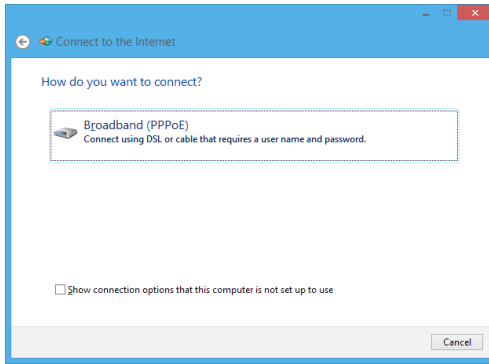 Connect to the Internet
How do you want to connect?
Broadband (PPPoE)
Connect using DSL or cable that requires a user name and password.
Show connection options that this computer is not set up to use
Cancel